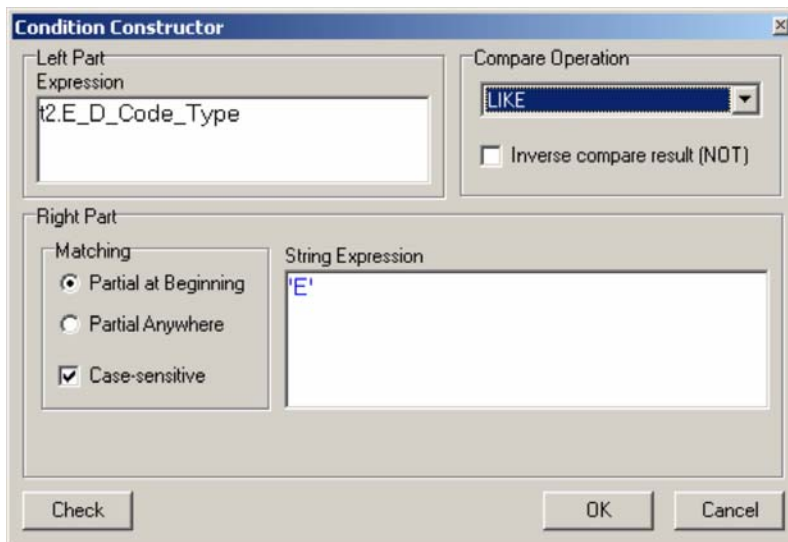 Condition Constructor
Left Part
Expression
t2.E_D_Code_Type
Compare Operation
LIKE
Inverse compare result (NOT)
Right Part
Matching
Partial at Beginning
Partial Anywhere
Case-sensitive
String Expression
'E'
Check
OK
Cancel